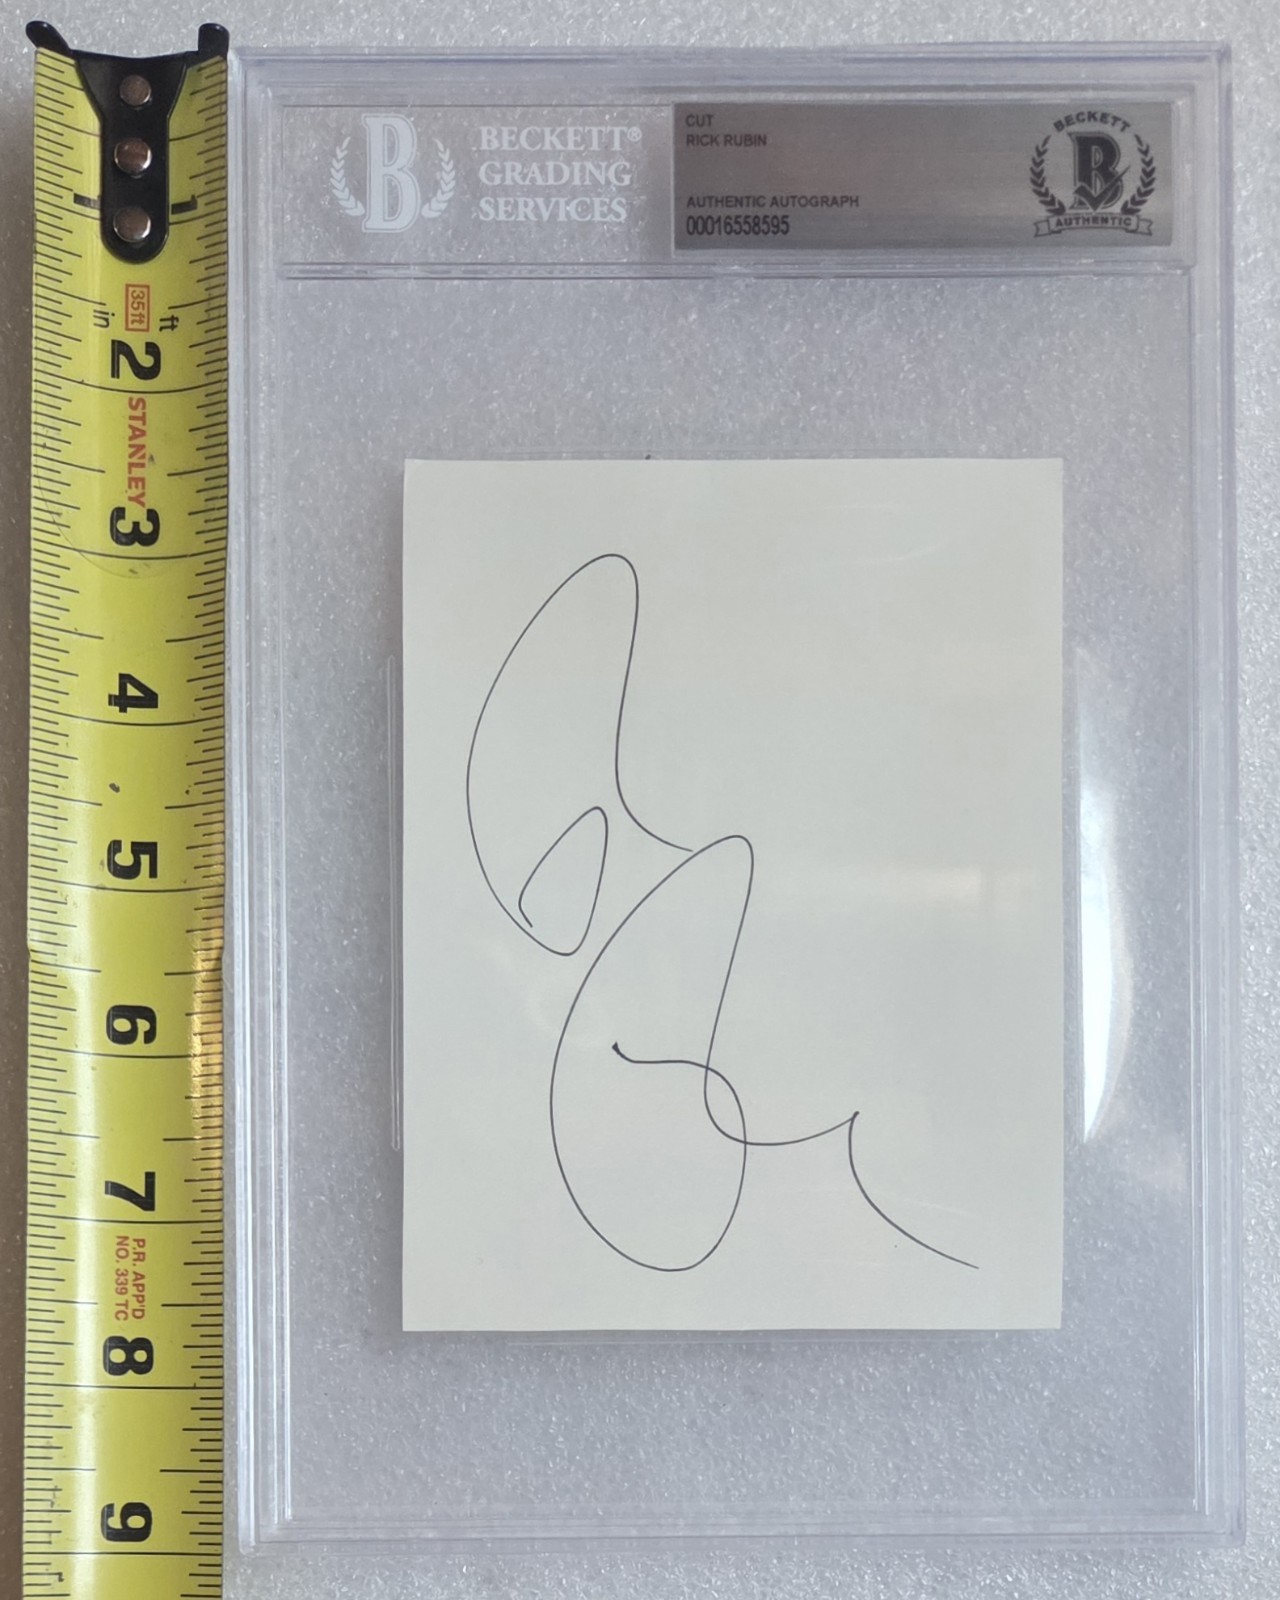 BECKETT®
GRADING
SERVICES
B
CUT
RICK RUBIN
AUTHENTIC AUTOGRAPH
00016558595
BECKETT
B
AUTHENTIC
1
1
35ft
in
ft
2
STANLEY
3
4
5
6
7
P.R. APP'D
NO. 339 TC
8
9